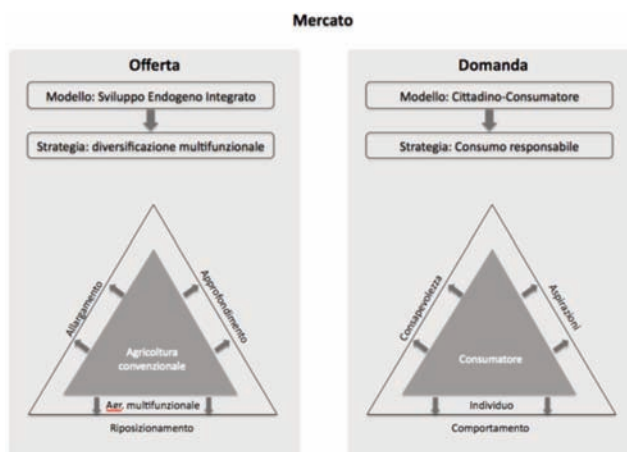 Mercato
Offerta
Modello: Sviluppo Endogeno Integrato
Strategia: diversificazione multifunzionale
Allargamento
Approfondimento
Agricoltura
convenzionale
Aer. multifunzionale
Riposizionamento
Domanda
Modello: Cittadino-Consumatore
Strategia: Consumo responsabile
Consapevolezza
Aspirazioni
Consumatore
Individuo
Comportamento